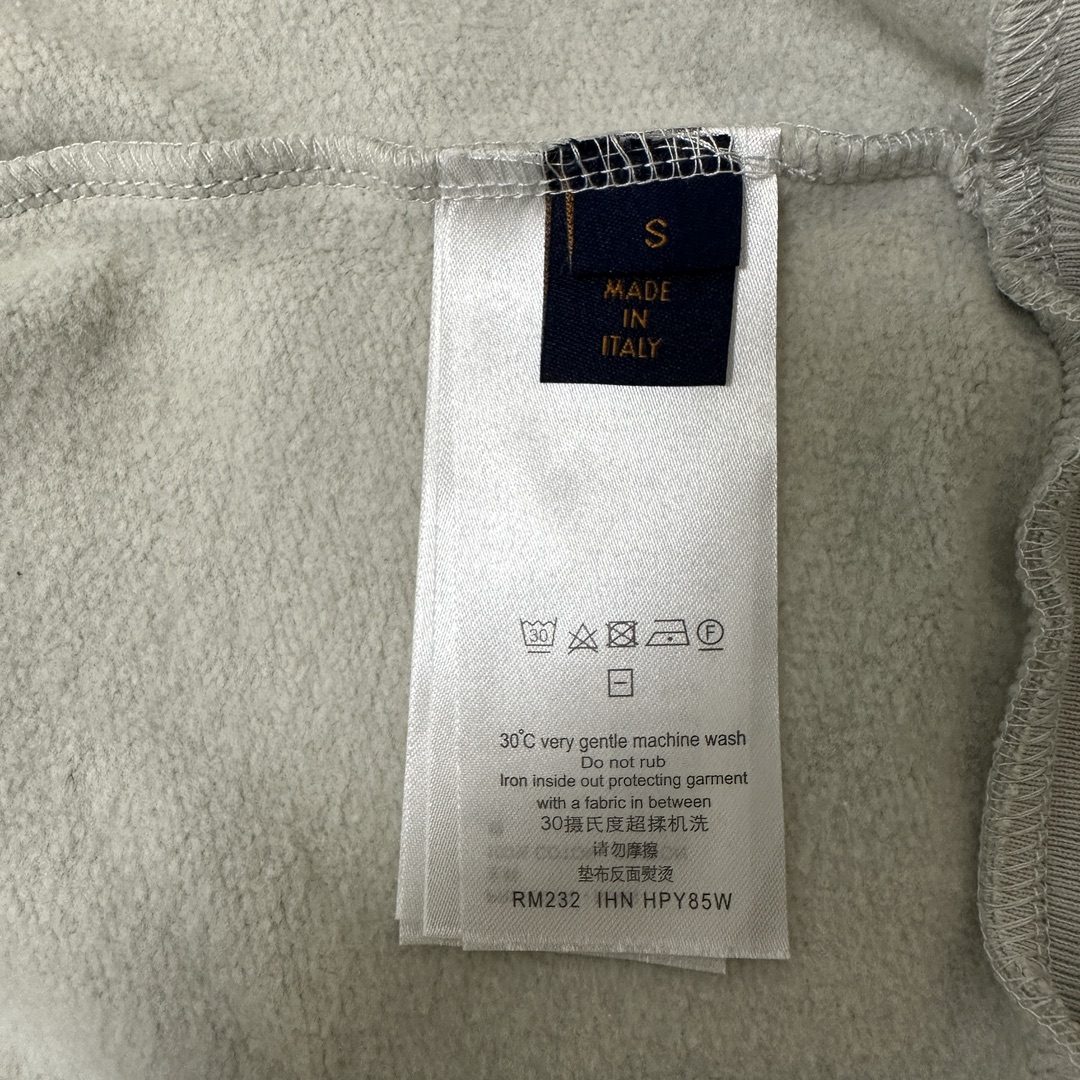 S
MADE
IN
ITALY
30
F
30°C very gentle machine wash
Do not rub
Iron inside out protecting garment
with a fabric in between
30摄氏度超揉机洗
请勿摩擦
垫布反面熨烫
RM232 IHN HPY85W